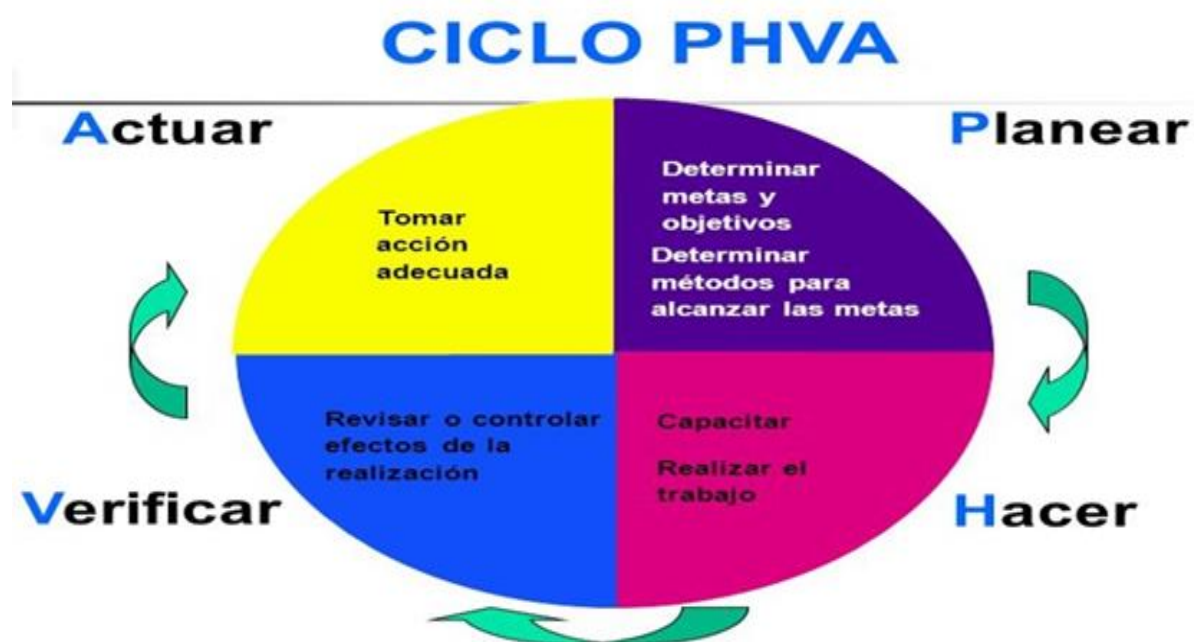 CICLO PHVA
Actuar
Planear
Tomar
acción
adecuada
Determinar
metas y
objetivos
Determinar
métodos para
alcanzar las metas
Revisar o controlar
efectos de la
realización
Capacitar
Realizar el
trabajo
Verificar
Hacer